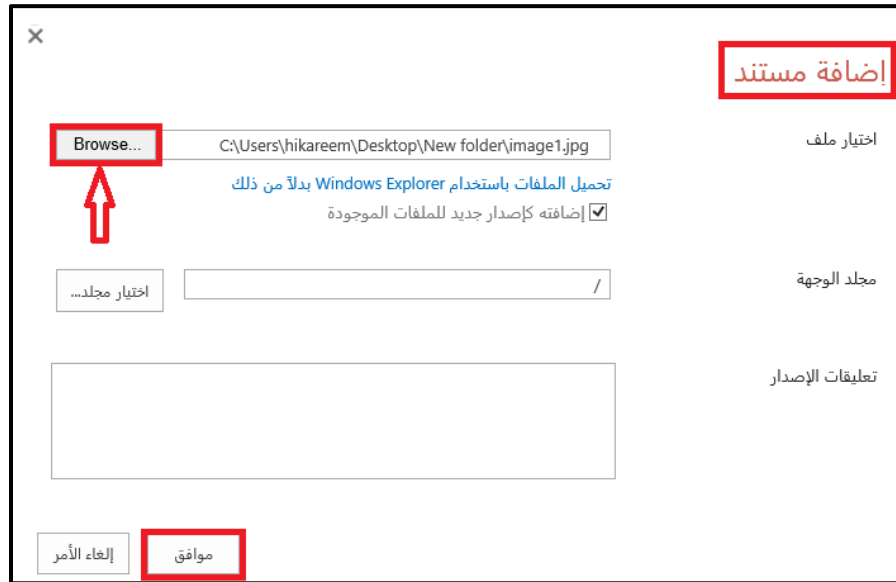 ×
إضافة مستند
اختيار ملف
C:\Users\hikareem\Desktop\New folder\image1.jpg
Browse...
تحميل الملفات باستخدام Windows Explorer بدلاً من ذلك
إضافته كإصدار جديد للملفات الموجودة
مجلد الوجهة
/
اختيار مجلد...
تعليقات الإصدار
موافق
إلغاء الأمر